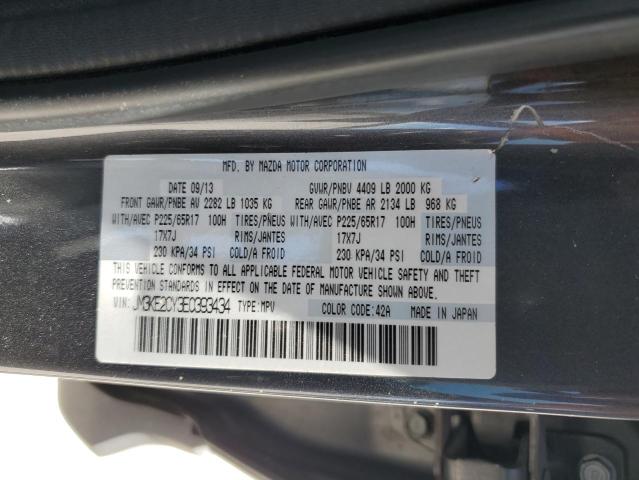 MFD. BY MAZDA MOTOR CORPORATION
DATE 09/13 GVWR/PNBV 4409 LB 2000 KG
FRONT GAWR/PNBE AV 2282 LB 1035 KG REAR GAWR/PNBE AR 2134 LB 968 KG
WITH/AVEC P225/65R17 100H TIRES/PNEUS WITH/AVEC P225/65R17 100H TIRES/PNEUS
17X7J RIMS/JANTES 17X7J RIMS/JANTES
230 KPA/34 PSI COLD/A FROID 230 KPA/34 PSI COLD/A FROID
THIS VEHICLE CONFORMS TO ALL APPLICABLE FEDERAL MOTOR VEHICLE SAFETY AND THEFT
PREVENTION STANDARDS IN EFFECT ON THE DATE OF MANUFACTURE SHOWN ABOVE.
VIN: JM3KE2CY3E0393434 TYPE:MPV COLOR CODE:42A MADE IN JAPAN